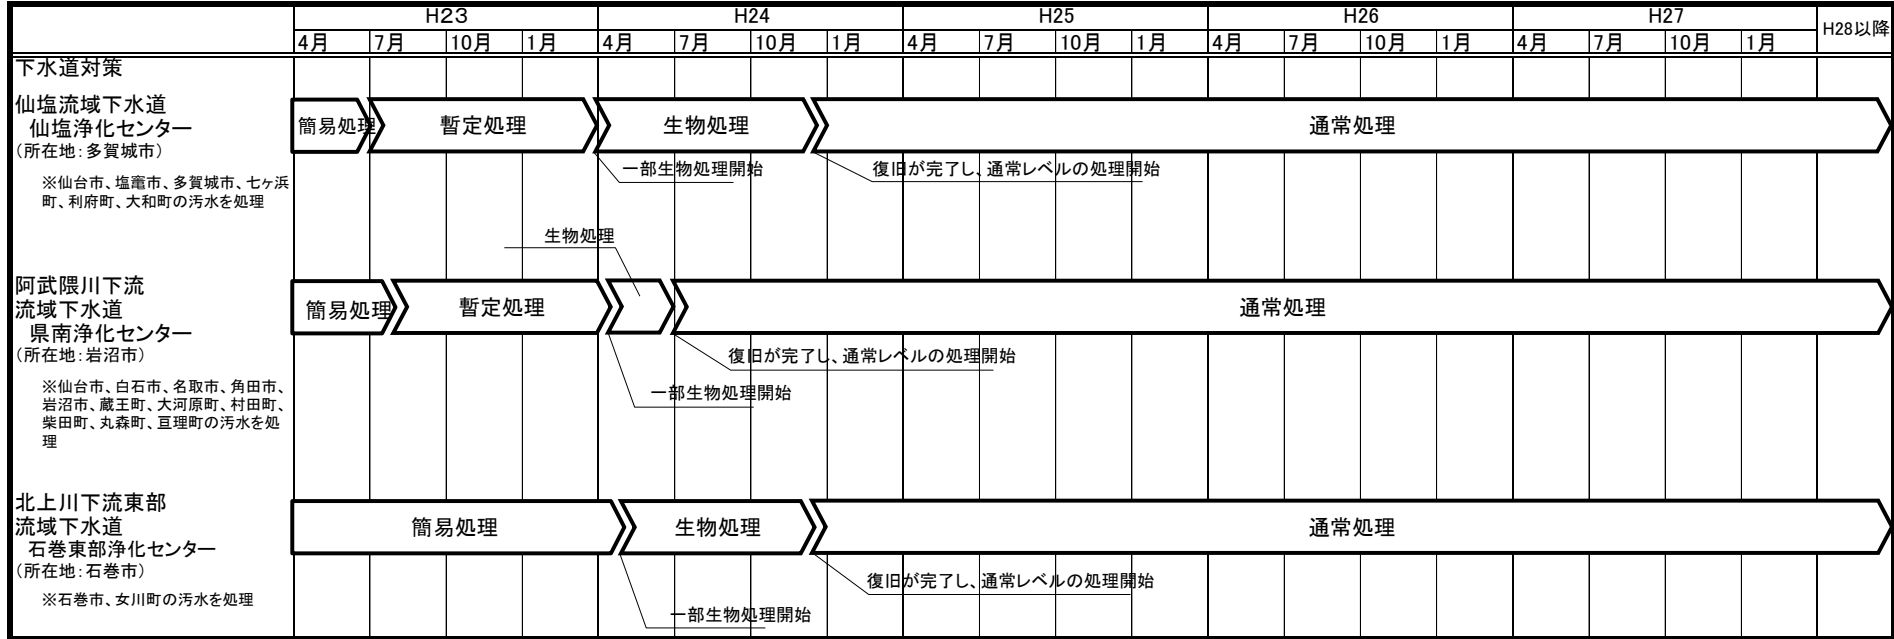 H23 H24 H25 H26 H27 H28以降
4月 7月 10月 1月 4月 7月 10月 1月 4月 7月 10月 1月 4月 7月 10月 1月 4月 7月 10月 1月
下水道対策
仙塩流域下水道
仙塩浄化センター
（所在地：多賀城市）
※仙台市、塩竈市、多賀城市、七ヶ浜
町、利府町、大和町の汚水を処理
簡易処理 暫定処理 生物処理 通常処理
一部生物処理開始 復旧が完了し、通常レベルの処理開始
生物処理
阿武隈川下流
流域下水道
県南浄化センター
（所在地：岩沼市）
※仙台市、白石市、名取市、角田市、
岩沼市、蔵王町、大河原町、村田町、
柴田町、丸森町、亘理町の汚水を処
理
簡易処理 暫定処理 通常処理
復旧が完了し、通常レベルの処理開始
一部生物処理開始
北上川下流東部
流域下水道
石巻東部浄化センター
（所在地：石巻市）
※石巻市、女川町の汚水を処理
簡易処理 生物処理 通常処理
復旧が完了し、通常レベルの処理開始
一部生物処理開始